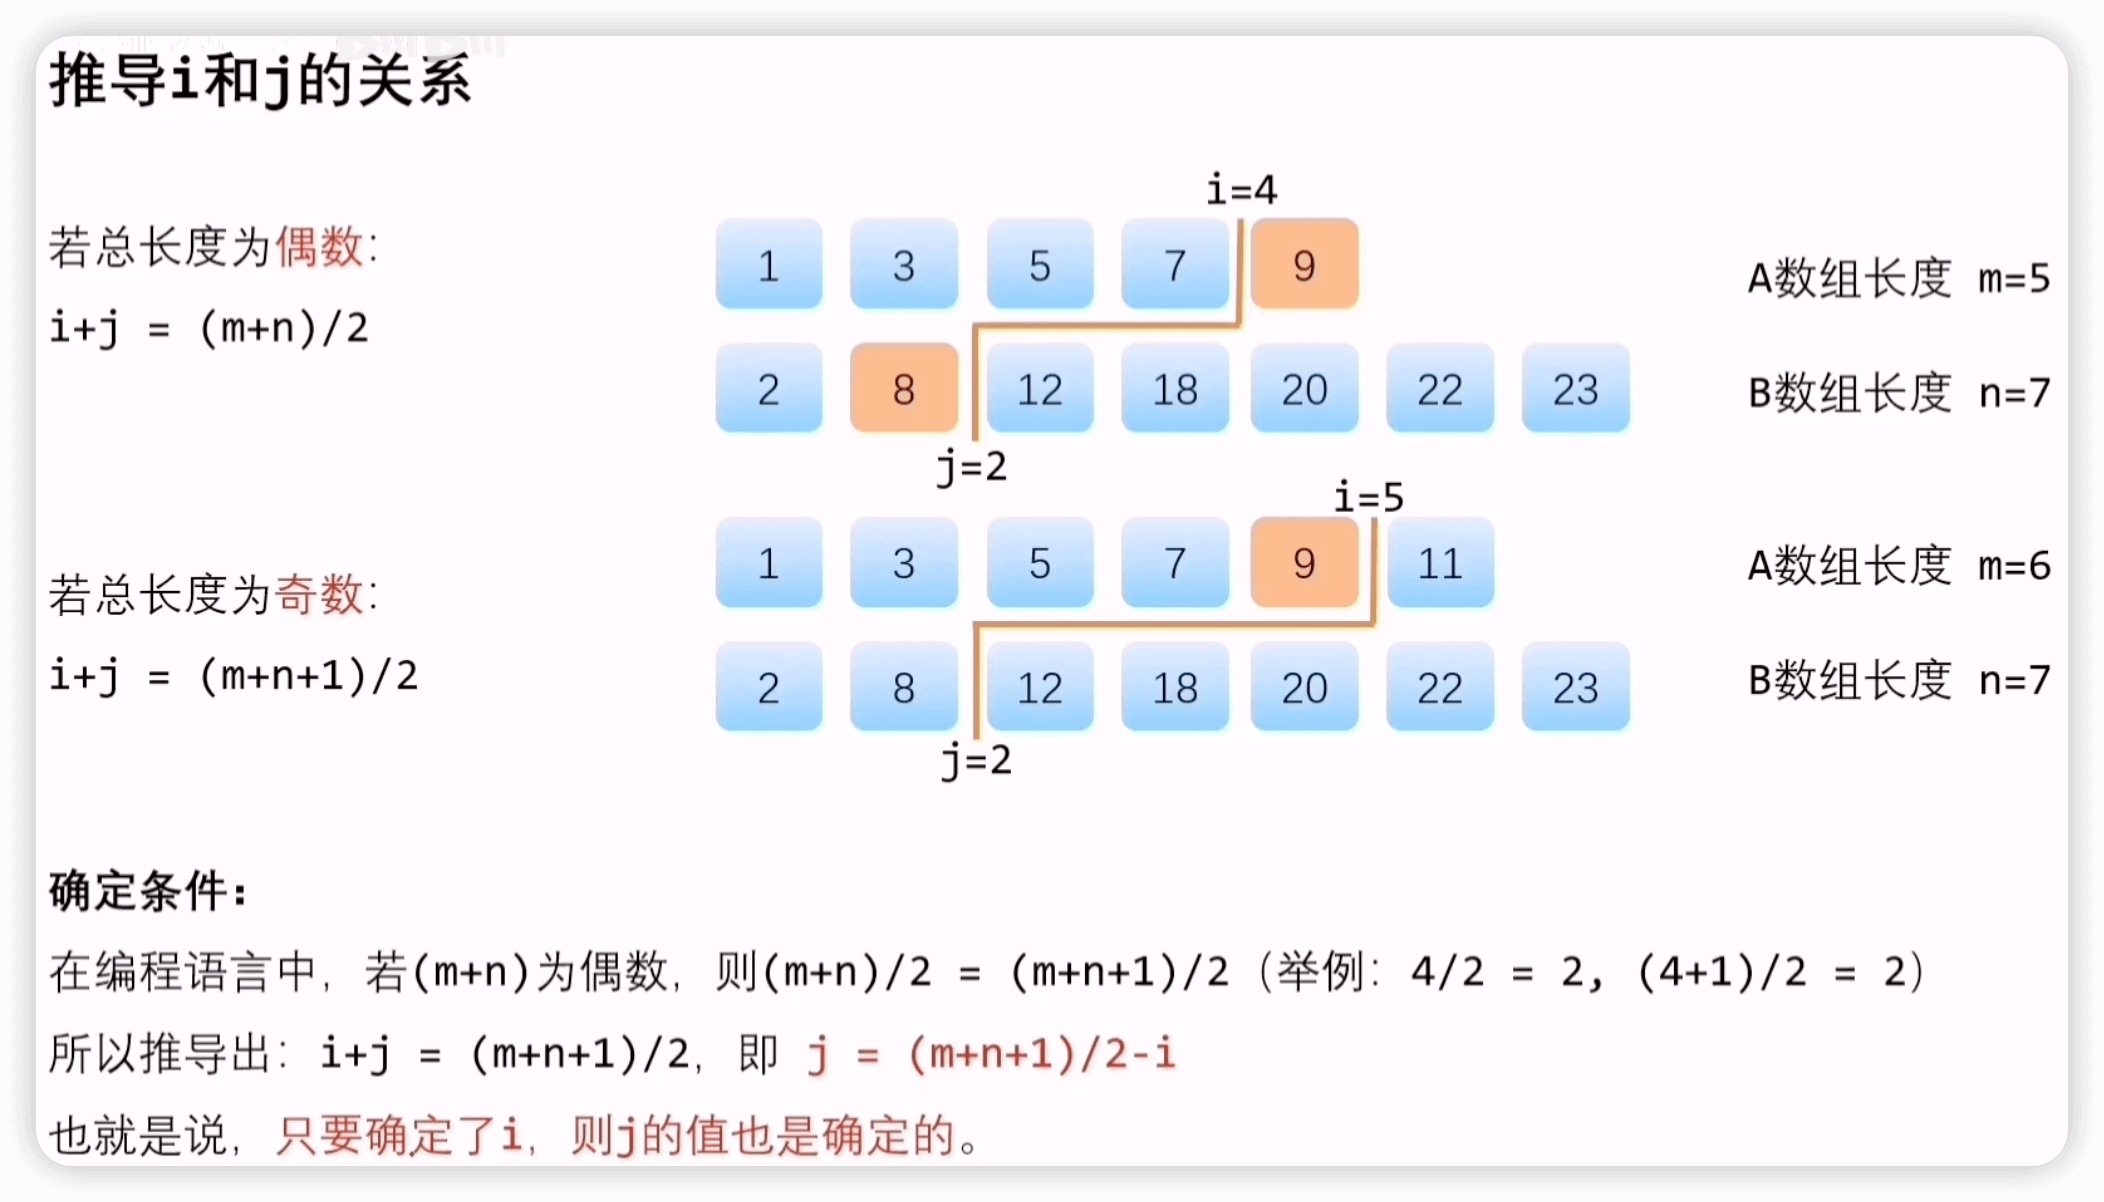 推导i和j的关系
若总长度为偶数:
i+j = (m+n)/2
i=4
1 3 5 7 9
2 8 12 18 20 22 23
j=2
A数组长度 m=5
B数组长度 n=7
若总长度为奇数:
i+j = (m+n+1)/2
i=5
1 3 5 7 9 11
2 8 12 18 20 22 23
j=2
A数组长度 m=6
B数组长度 n=7
确定条件:
在编程语言中, 若(m+n)为偶数, 则(m+n)/2 = (m+n+1)/2 (举例: 4/2 = 2, (4+1)/2 = 2)
所以推导出: i+j = (m+n+1)/2, 即 j = (m+n+1)/2-i
也就是说, 只要确定了i, 则j的值也是确定的。